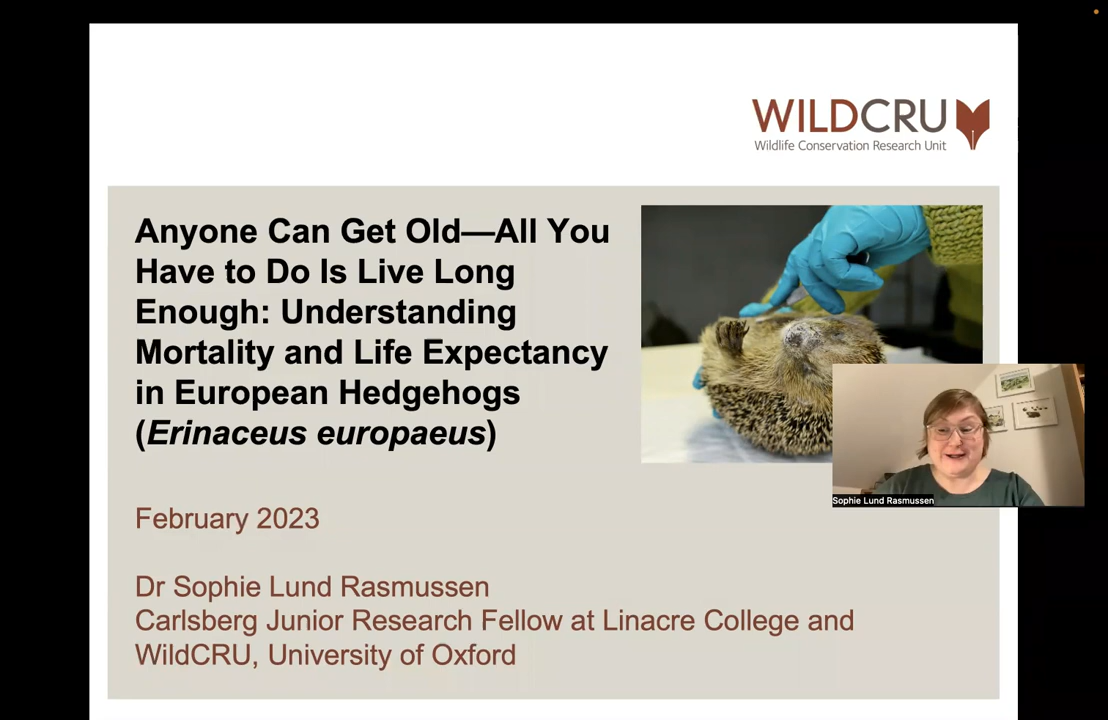 WILDCRU
Wildlife Conservation Research Unit
Anyone Can Get Old—All You
Have to Do Is Live Long
Enough: Understanding
Mortality and Life Expectancy
in European Hedgehogs
(Erinaceus europaeus)
Sophie Lund Rasmussen
February 2023
Dr Sophie Lund Rasmussen
Carlsberg Junior Research Fellow at Linacre College and
WildCRU, University of Oxford